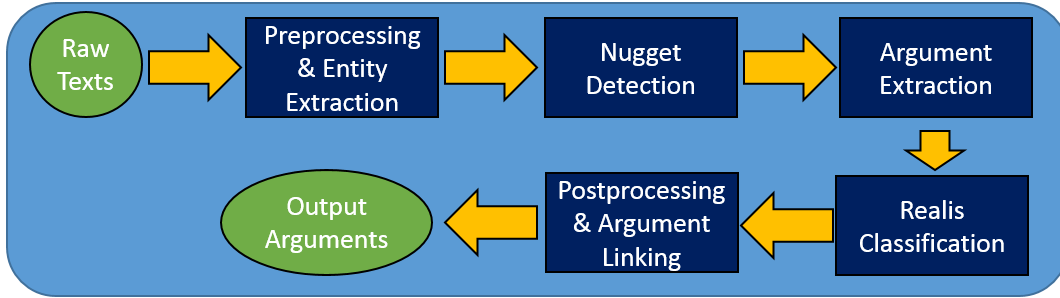 Raw
Texts
Preprocessing
& Entity
Extraction
Nugget
Detection
Argument
Extraction
Realis
Classification
Postprocessing
& Argument
Linking
Output
Arguments